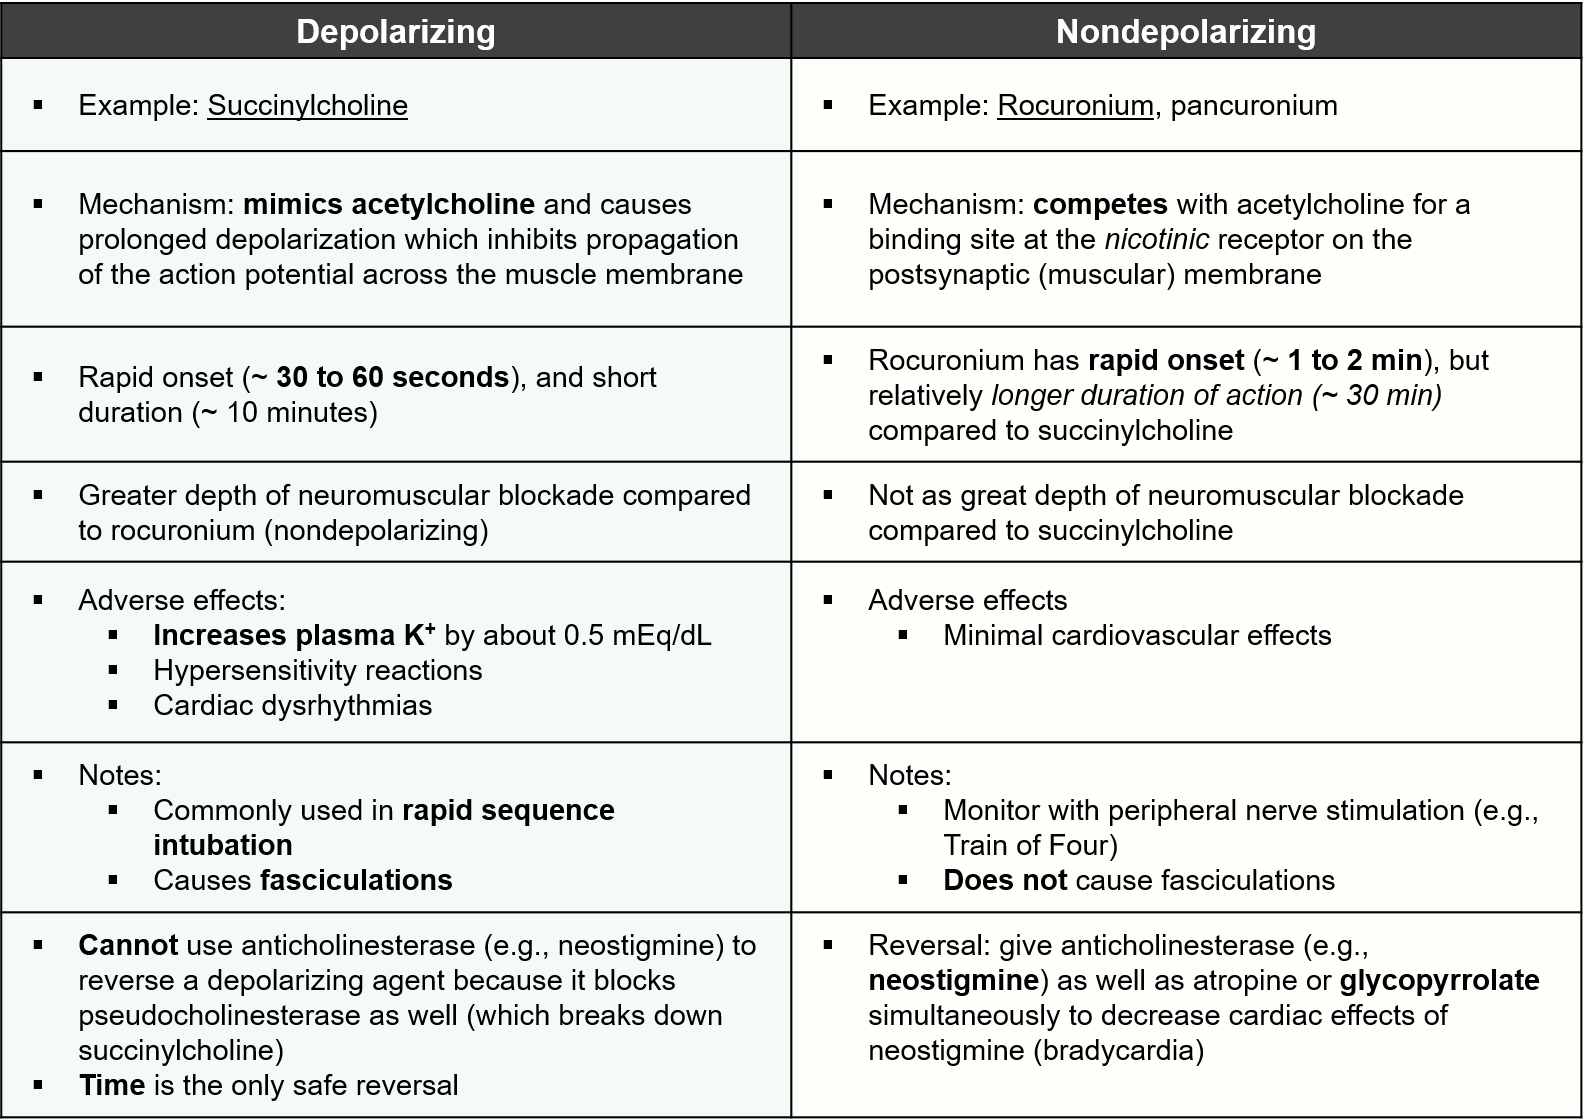 Depolarizing
Nondepolarizing
▪ Example: Succinylcholine
▪ Example: Rocuronium, pancuronium
▪ Mechanism: mimics acetylcholine and causes
prolonged depolarization which inhibits propagation
of the action potential across the muscle membrane
▪ Mechanism: competes with acetylcholine for a
binding site at the nicotinic receptor on the
postsynaptic (muscular) membrane
▪ Rapid onset (~ 30 to 60 seconds), and short
duration (~ 10 minutes)
▪ Rocuronium has rapid onset (~ 1 to 2 min), but
relatively longer duration of action (~ 30 min)
compared to succinylcholine
▪ Greater depth of neuromuscular blockade compared
to rocuronium (nondepolarizing)
▪ Not as great depth of neuromuscular blockade
compared to succinylcholine
▪ Adverse effects:
▪ Increases plasma K⁺ by about 0.5 mEq/dL
▪ Hypersensitivity reactions
▪ Cardiac dysrhythmias
▪ Adverse effects
▪ Minimal cardiovascular effects
▪ Notes:
▪ Commonly used in rapid sequence
intubation
▪ Causes fasciculations
▪ Notes:
▪ Monitor with peripheral nerve stimulation (e.g.,
Train of Four)
▪ Does not cause fasciculations
▪ Cannot use anticholinesterase (e.g., neostigmine) to
reverse a depolarizing agent because it blocks
pseudocholinesterase as well (which breaks down
succinylcholine)
▪ Time is the only safe reversal
▪ Reversal: give anticholinesterase (e.g.,
neostigmine) as well as atropine or glycopyrrolate
simultaneously to decrease cardiac effects of
neostigmine (bradycardia)